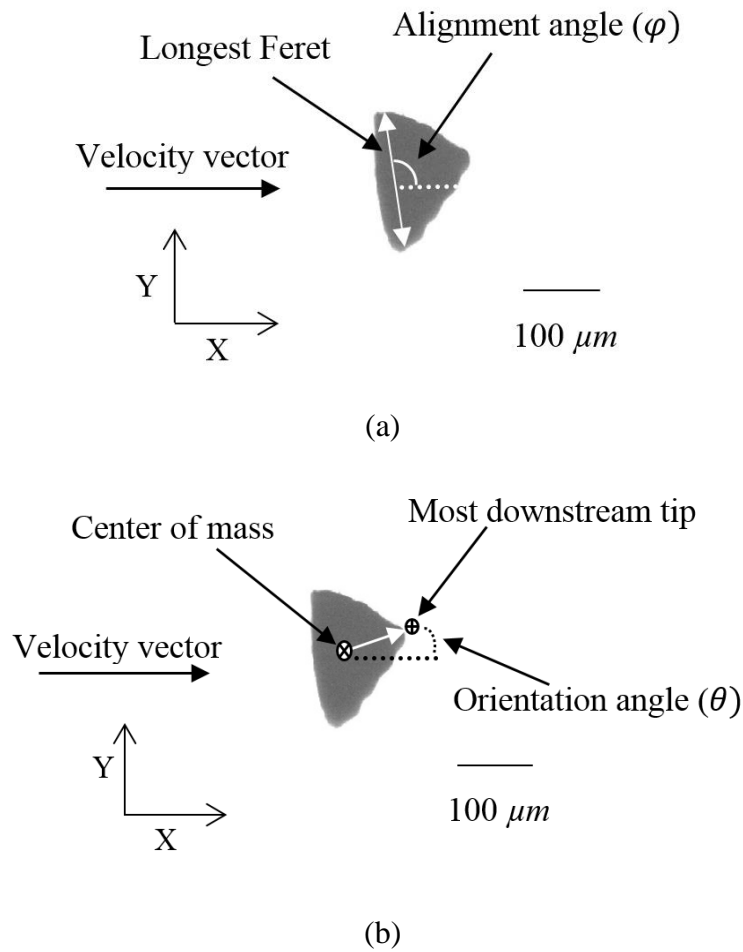 Alignment angle (φ)
Longest Feret
Velocity vector
Y
X
100 μm
(a)
Most downstream tip
Center of mass
Velocity vector
Orientation angle (θ)
Y
X
100 μm
(b)